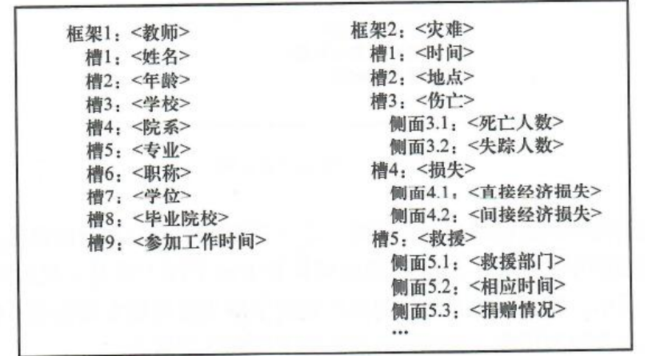 框架1：<教师>
槽1：<姓名>
槽2：<年龄>
槽3：<学校>
槽4：<院系>
槽5：<专业>
槽6：<职称>
槽7：<学位>
槽8：<毕业院校>
槽9：<参加工作时间>
框架2：<灾难>
槽1：<时间>
槽2：<地点>
槽3：<伤亡>
侧面3.1：<死亡人数>
侧面3.2：<失踪人数>
槽4：<损失>
侧面4.1：<直接经济损失>
侧面4.2：<间接经济损失>
槽5：<救援>
侧面5.1：<救援部门>
侧面5.2：<相应时间>
侧面5.3：<捐赠情况>
…